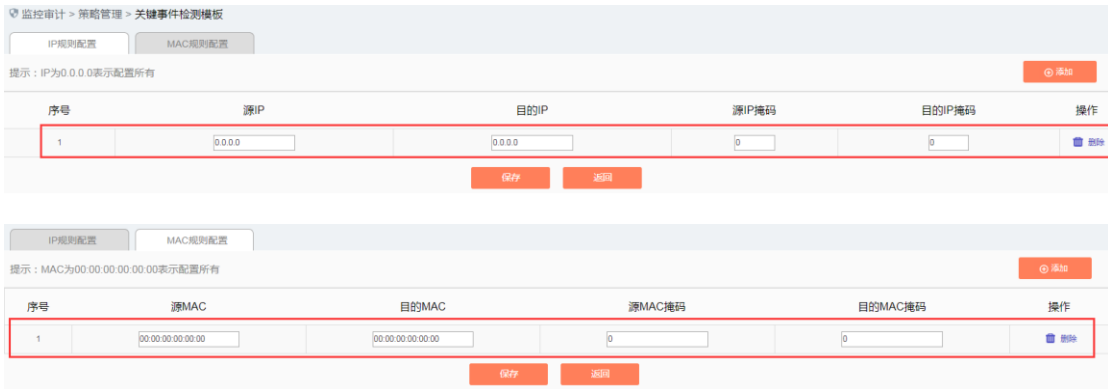 监控审计 > 策略管理 > 关键事件检测模板
IP规则配置 MAC规则配置
提示：IP为0.0.0.0表示配置所有 添加
序号 源IP 目的IP 源IP掩码 目的IP掩码 操作
1 0.0.0.0 0.0.0.0 0 0 删除
保存 返回
IP规则配置 MAC规则配置
提示：MAC为00:00:00:00:00:00表示配置所有 添加
序号 源MAC 目的MAC 源MAC掩码 目的MAC掩码 操作
1 00:00:00:00:00:00 00:00:00:00:00:00 0 0 删除
保存 返回